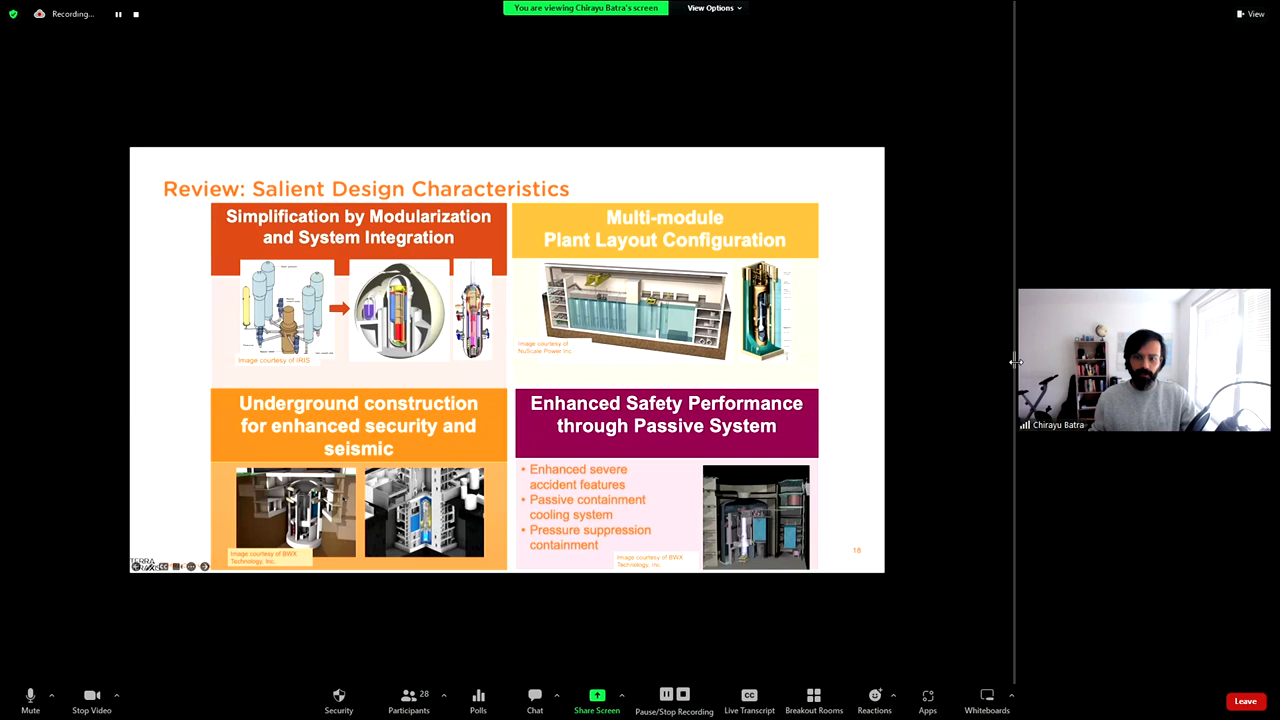 Recording...
You are viewing Chirayu Batra's screen
View Options
View
Review: Salient Design Characteristics
Simplification by Modularization
and System Integration
Image courtesy of IRIS
Multi-module
Plant Layout Configuration
Image courtesy of
NuScale Power Inc.
Underground construction
for enhanced security and
seismic
Image courtesy of BWX
Technology, Inc.
Enhanced Safety Performance
through Passive System
• Enhanced severe
accident features
• Passive containment
cooling system
• Pressure suppression
containment
Image courtesy of BWX
Technology, Inc.
18
TERRA
Chirayu Batra
Mute
Stop Video
Security
Participants
28
Polls
Chat
Share Screen
Pause/Stop Recording
CC
Live Transcript
Breakout Rooms
Reactions
Apps
Whiteboards
Leave